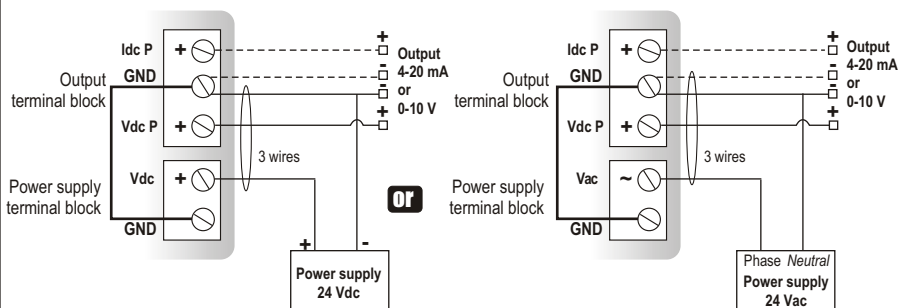 Idc P + + Output
- 4-20 mA
GND - or
Output terminal block + 0-10 V
Vdc P +
3 wires
Vdc +
Power supply terminal block
GND
+ -
Power supply
24 Vdc
or
Idc P + + Output
- 4-20 mA
GND - or
Output terminal block + 0-10 V
Vdc P +
3 wires
Vac ~
Power supply terminal block
GND
Phase Neutral
Power supply
24 Vac